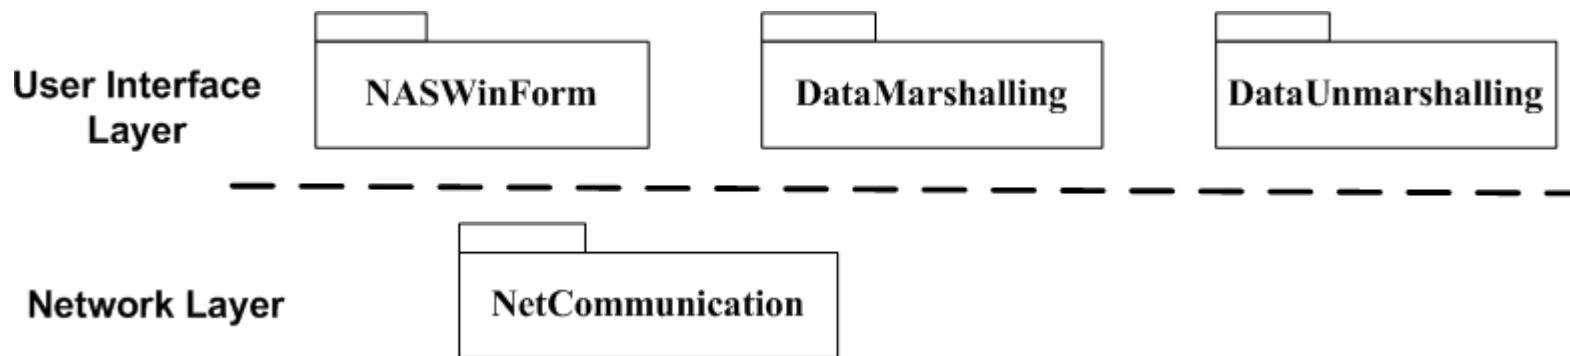 User Interface
Layer
NASWinForm
DataMarshalling
DataUnmarshalling
Network Layer
NetCommunication